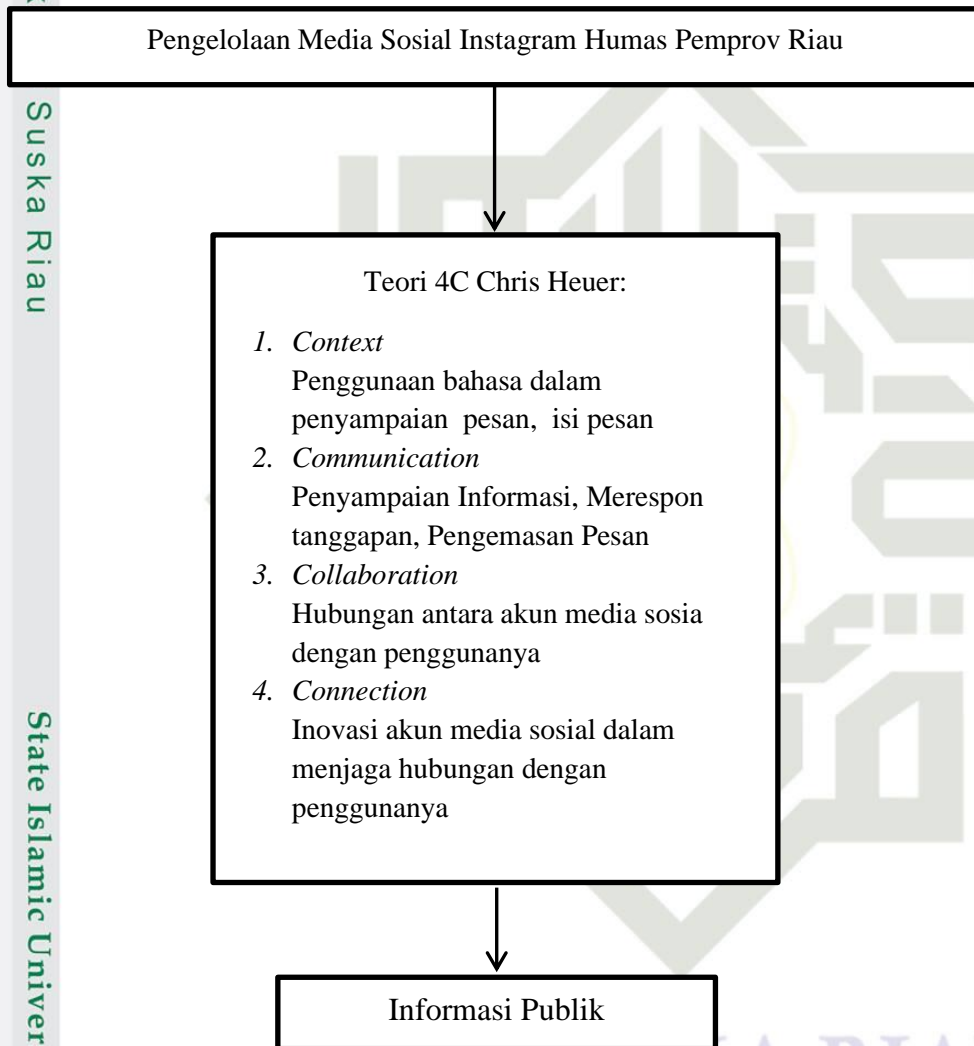 Pengelolaan Media Sosial Instagram Humas Pemprov Riau
Suska Riau
Teori 4C Chris Heuer:
1. Context
Penggunaan bahasa dalam
penyampaian pesan, isi pesan
2. Communication
Penyampaian Informasi, Merespon
tanggapan, Pengemasan Pesan
3. Collaboration
Hubungan antara akun media sosia
dengan penggunanya
4. Connection
Inovasi akun media sosial dalam
menjaga hubungan dengan
penggunanya
State Islamic Univer
Informasi Publik